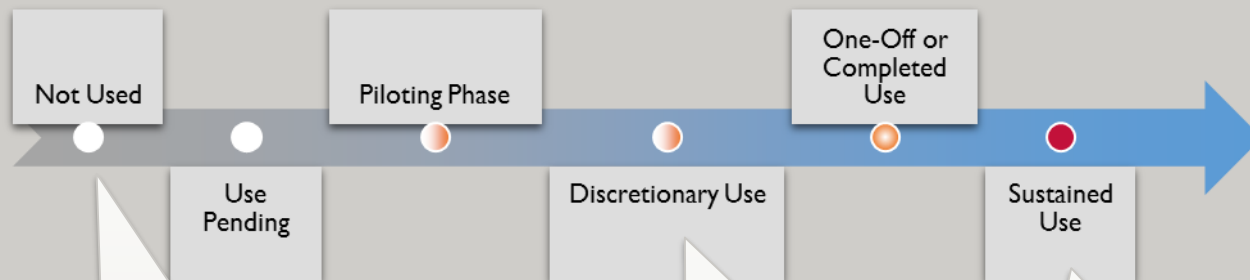 Not Used
Use
Pending
Piloting Phase
Discretionary Use
One-Off or
Completed
Use
Sustained
Use